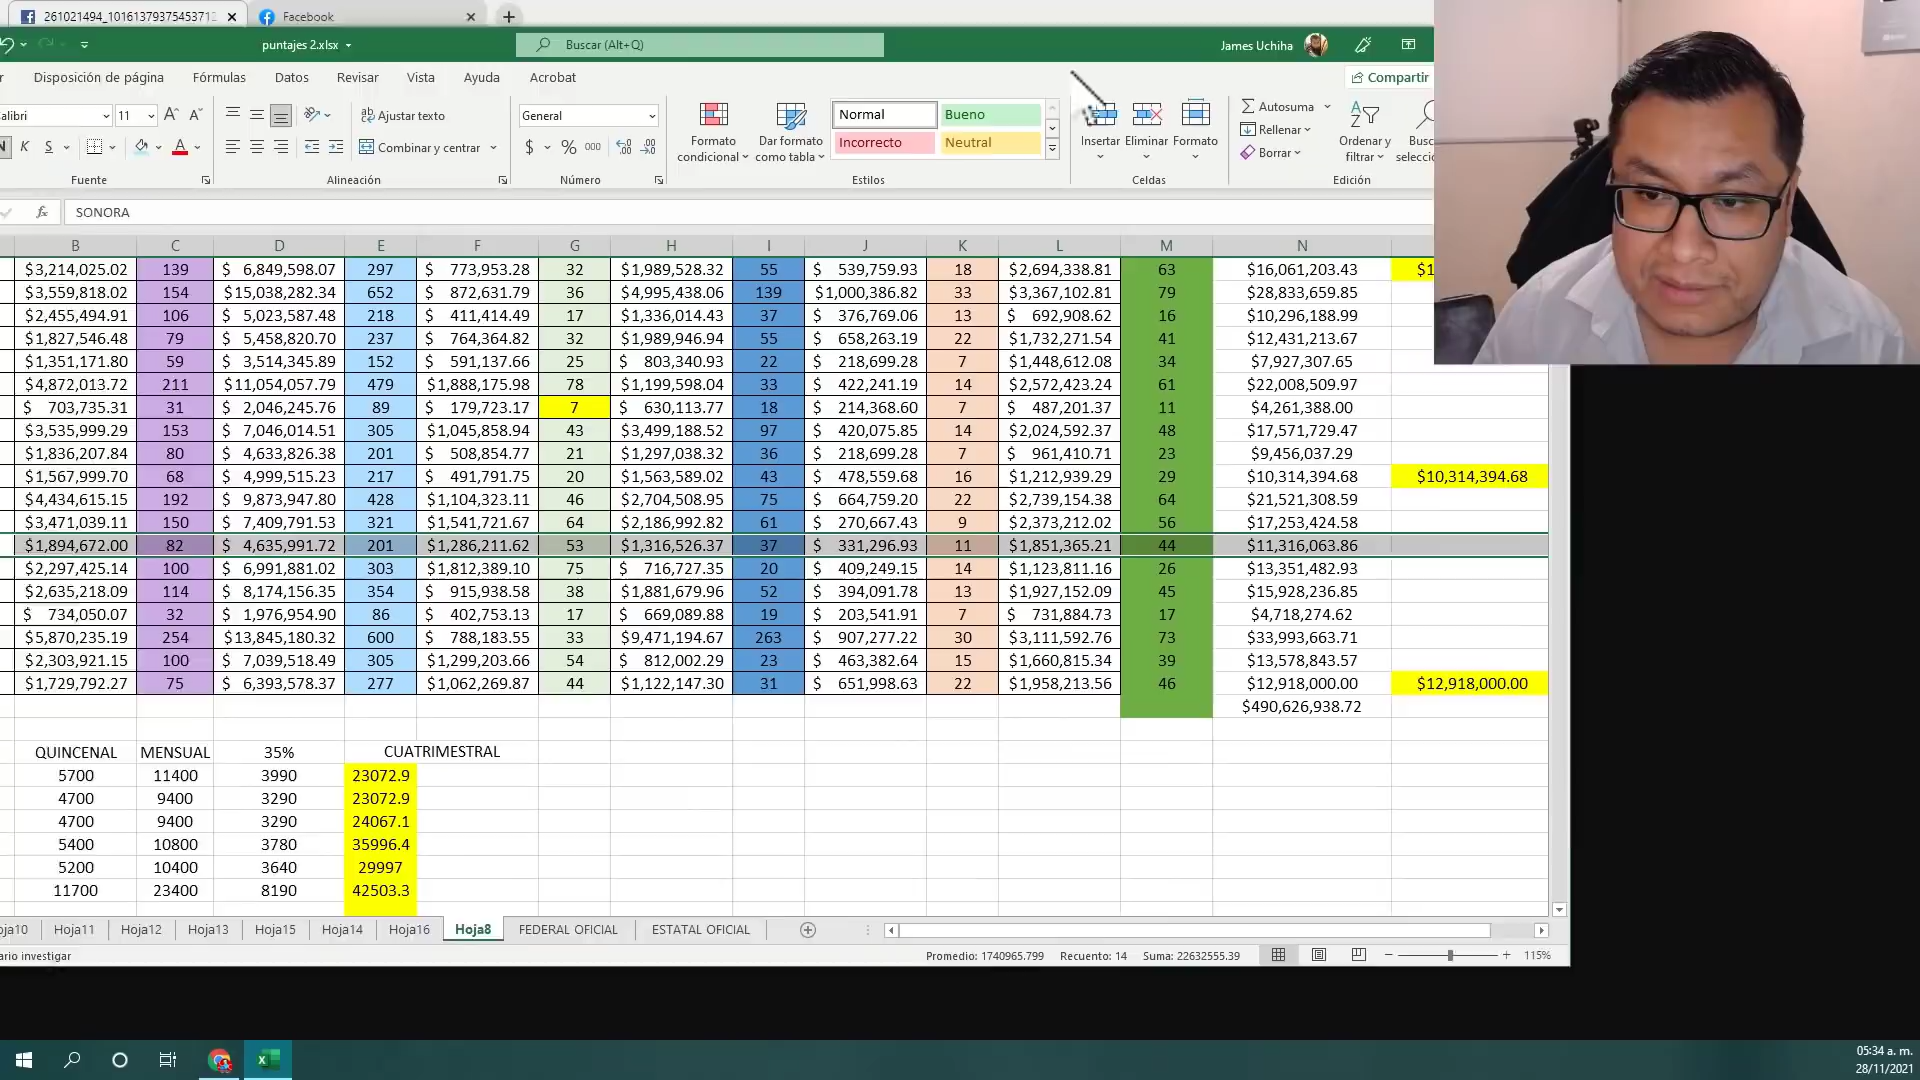 261021494_10161379375453712
Facebook
puntajes 2.xlsx
Buscar (Alt+Q)
James Uchiha
Disposición de página Fórmulas Datos Revisar Vista Ayuda Acrobat
Compartir
11
Ajustar texto
General
Normal Bueno
Autosuma
N K S
Combinar y centrar
$ % 000
Incorrecto Neutral
Formato condicional
Dar formato como tabla
Insertar Eliminar Formato
Rellenar
Borrar
Ordenar y filtrar
Fuente Alineación Número Estilos Celdas Edición
fx SONORA
B C D E F G H I J K L M N
$3,214,025.02 139 $ 6,849,598.07 297 $ 773,953.28 32 $1,989,528.32 55 $ 539,759.93 18 $2,694,338.81 63 $16,061,203.43 $1
$3,559,818.02 154 $15,038,282.34 652 $ 872,631.79 36 $4,995,438.06 139 $1,000,386.82 33 $3,367,102.81 79 $28,833,659.85
$2,455,494.91 106 $ 5,023,587.48 218 $ 411,414.49 17 $1,336,014.43 37 $ 376,769.06 13 $ 692,908.62 16 $10,296,188.99
$1,827,546.48 79 $ 5,458,820.70 237 $ 764,364.82 32 $1,989,946.94 55 $ 658,263.19 22 $1,732,271.54 41 $12,431,213.67
$1,351,171.80 59 $ 3,514,345.89 152 $ 591,137.66 25 $ 803,340.93 22 $ 218,699.28 7 $1,448,612.08 34 $7,927,307.65
$4,872,013.72 211 $11,054,057.79 479 $1,888,175.98 78 $1,199,598.04 33 $ 422,241.19 14 $2,572,423.24 61 $22,008,509.97
$ 703,735.31 31 $ 2,046,245.76 89 $ 179,723.17 7 $ 630,113.77 18 $ 214,368.60 7 $ 487,201.37 11 $4,261,388.00
$3,535,999.29 153 $ 7,046,014.51 305 $1,045,858.94 43 $3,499,188.52 97 $ 420,075.85 14 $2,024,592.37 48 $17,571,729.47
$1,836,207.84 80 $ 4,633,826.38 201 $ 508,854.77 21 $1,297,038.32 36 $ 218,699.28 7 $ 961,410.71 23 $9,456,037.29
$1,567,999.70 68 $ 4,999,515.23 217 $ 491,791.75 20 $1,563,589.02 43 $ 478,559.68 16 $1,212,939.29 29 $10,314,394.68 $10,314,394.68
$4,434,615.15 192 $ 9,873,947.80 428 $1,104,323.11 46 $2,704,508.95 75 $ 664,759.20 22 $2,739,154.38 64 $21,521,308.59
$3,471,039.11 150 $ 7,409,791.53 321 $1,541,721.67 64 $2,186,992.82 61 $ 270,667.43 9 $2,373,212.02 56 $17,253,424.58
$1,894,672.00 82 $ 4,635,991.72 201 $1,286,211.62 53 $1,316,526.37 37 $ 331,296.93 11 $1,851,365.21 44 $11,316,063.86
$2,297,425.14 100 $ 6,991,881.02 303 $1,812,389.10 75 $ 716,727.35 20 $ 409,249.15 14 $1,123,811.16 26 $13,351,482.93
$2,635,218.09 114 $ 8,174,156.35 354 $ 915,938.58 38 $1,881,679.96 52 $ 394,091.78 13 $1,927,152.09 45 $15,928,236.85
$ 734,050.07 32 $ 1,976,954.90 86 $ 402,753.13 17 $ 669,089.88 19 $ 203,541.91 7 $ 731,884.73 17 $4,718,274.62
$5,870,235.19 254 $13,845,180.32 600 $ 788,183.55 33 $9,471,194.67 263 $ 907,277.22 30 $3,111,592.76 73 $33,993,663.71
$2,303,921.15 100 $ 7,039,518.49 305 $1,299,203.66 54 $ 812,002.29 23 $ 463,382.64 15 $1,660,815.34 39 $13,578,843.57
$1,729,792.27 75 $ 6,393,578.37 277 $1,062,269.87 44 $1,122,147.30 31 $ 651,998.63 22 $1,958,213.56 46 $12,918,000.00 $12,918,000.00
$490,626,938.72
QUINCENAL MENSUAL 35% CUATRIMESTRAL
5700 11400 3990 23072.9
4700 9400 3290 23072.9
4700 9400 3290 24067.1
5400 10800 3780 35996.4
5200 10400 3640 29997
11700 23400 8190 42503.3
Hoja11 Hoja12 Hoja13 Hoja15 Hoja14 Hoja16 Hoja8 FEDERAL OFICIAL ESTATAL OFICIAL
investigar Promedio: 1740965.799 Recuento: 14 Suma: 22632555.39 115%
05:34 a. m.
28/11/2021